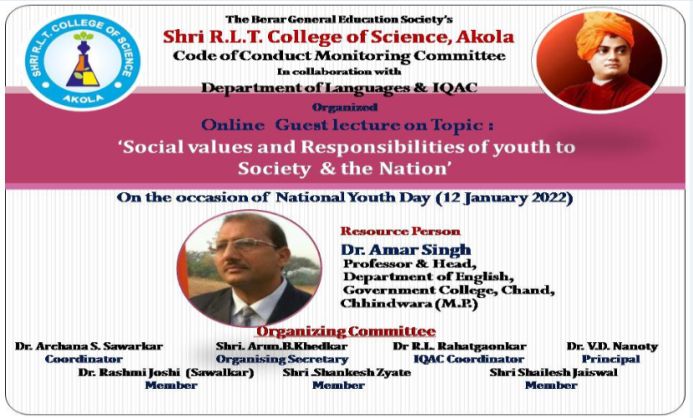 SHRI R.L.T. COLLEGE OF SCIENCE,
AKOLA
The Berar General Education Society's
Shri R.L.T. College of Science, Akola
Code of Conduct Monitoring Committee
In collaboration with
Department of Languages & IQAC
Organized
Online Guest lecture on Topic :
‘Social values and Responsibilities of youth to
Society & the Nation’
On the occasion of National Youth Day (12 January 2022)
Resource Person
Dr. Amar Singh
Professor & Head,
Department of English,
Government College, Chand,
Chhindwara (M.P.)
Organizing Committee
Dr. Archana S. Sawarkar Shri. Arun.B.Khedkar Dr R.L. Rahatgaonkar Dr. V.D. Nanoty
Coordinator Organising Secretary IQAC Coordinator Principal
Dr. Rashmi Joshi (Sawalkar) Shri .Shankesh Zyate Shri Shailesh Jaiswal
Member Member Member